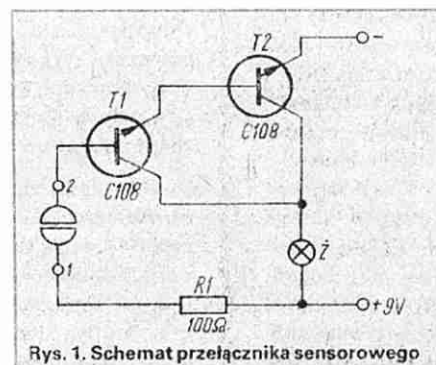 T2
−
T1
C108
C108
2
Ż
1
R1
100Ω
+9V
Rys. 1. Schemat przełącznika sensorowego